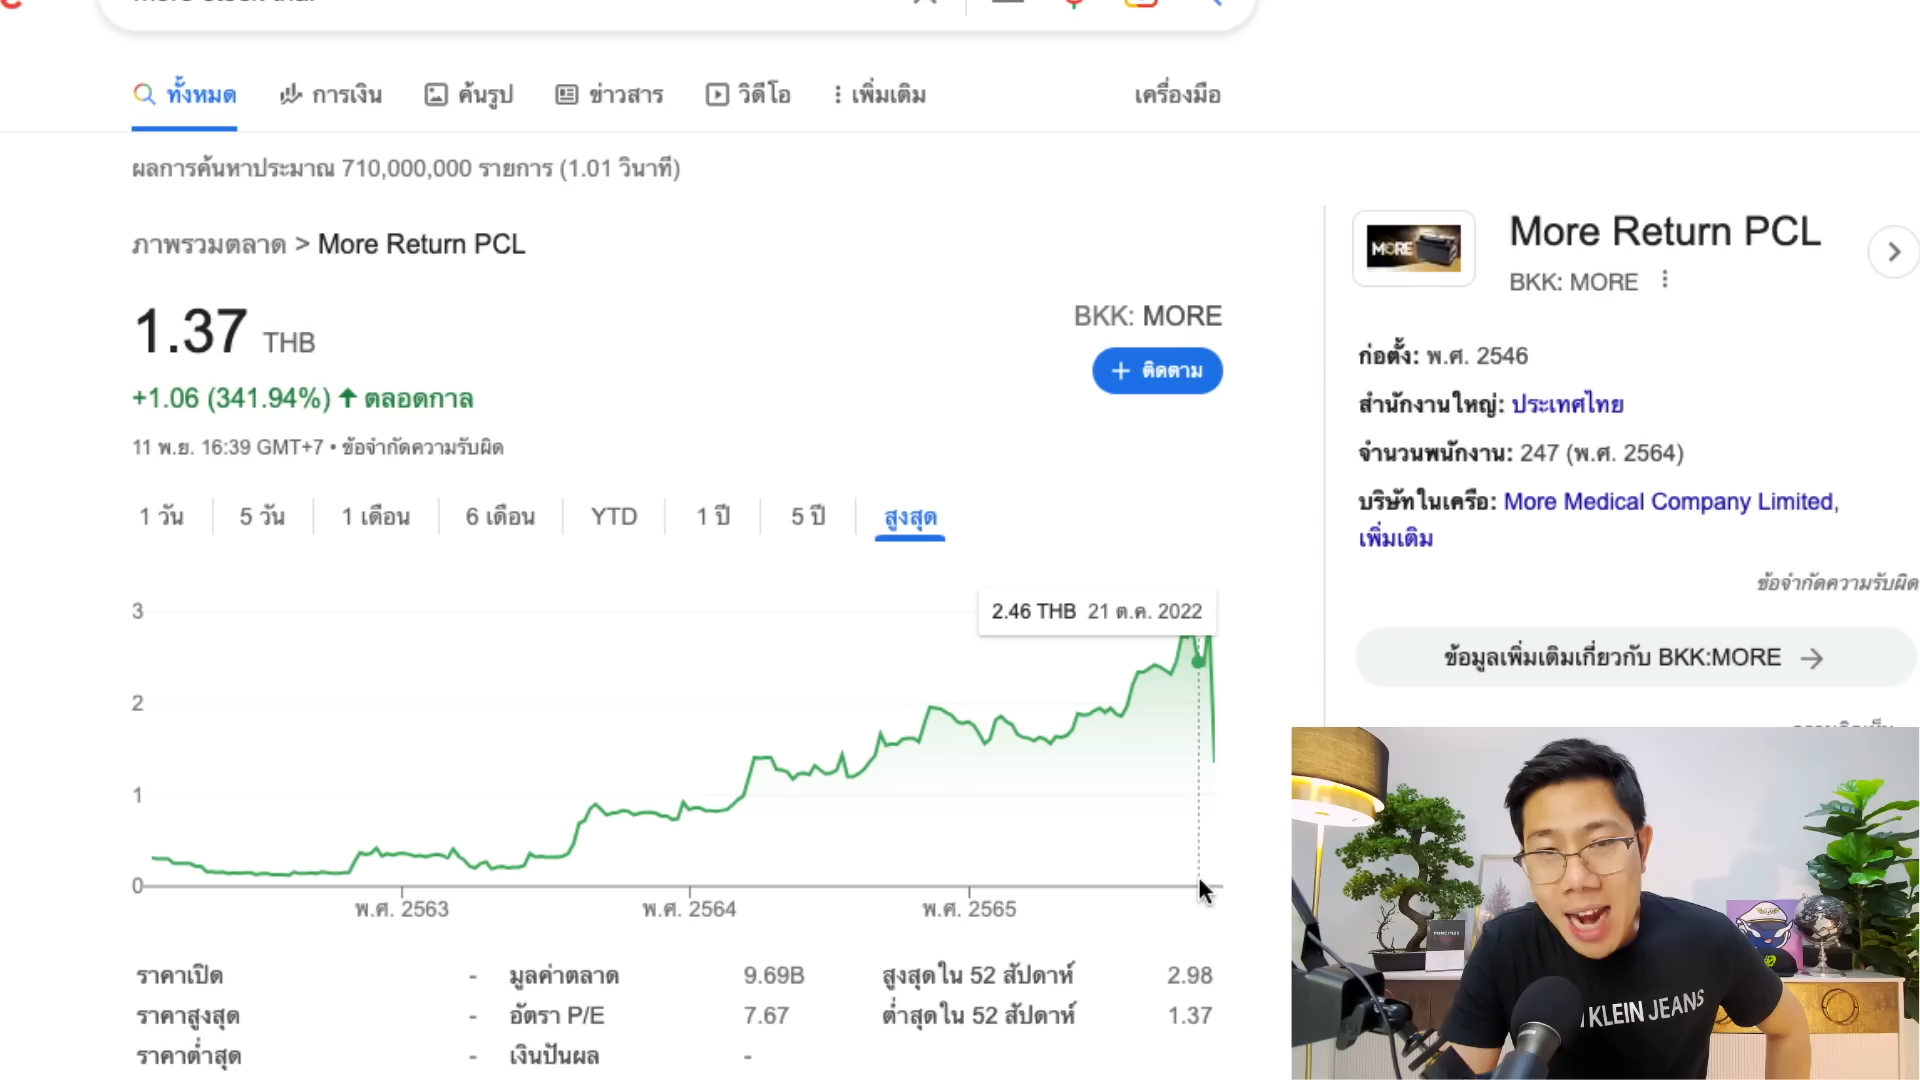 ทั้งหมด การเงิน ค้นรูป ข่าวสาร วิดีโอ เพิ่มเติม เครื่องมือ
ผลการค้นหาประมาณ 710,000,000 รายการ (1.01 วินาที)
ภาพรวมตลาด > More Return PCL
1.37 THB
+1.06 (341.94%) ตลอดกาล
11 พ.ย. 16:39 GMT+7 • ข้อจำกัดความรับผิด
BKK: MORE
+ ติดตาม
1 วัน 5 วัน 1 เดือน 6 เดือน YTD 1 ปี 5 ปี สูงสุด
2.46 THB 21 ต.ค. 2022
3
2
1
0
พ.ศ. 2563 พ.ศ. 2564 พ.ศ. 2565
ราคาเปิด - มูลค่าตลาด 9.69B สูงสุดใน 52 สัปดาห์ 2.98
ราคาสูงสุด - อัตรา P/E 7.67 ต่ำสุดใน 52 สัปดาห์ 1.37
ราคาต่ำสุด - เงินปันผล -
MORE
More Return PCL
BKK: MORE
ก่อตั้ง: พ.ศ. 2546
สำนักงานใหญ่: ประเทศไทย
จำนวนพนักงาน: 247 (พ.ศ. 2564)
บริษัทในเครือ: More Medical Company Limited,
เพิ่มเติม
ข้อจำกัดความรับผิด
ข้อมูลเพิ่มเติมเกี่ยวกับ BKK:MORE
PRINCIPLES
KLEIN JEANS